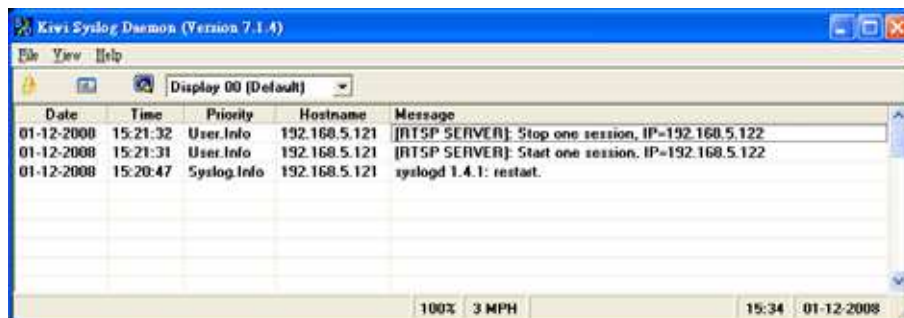 Kiwi Syslog Daemon (Version 7.1.4)
File View Help
Display 00 (Default)
Date Time Priority Hostname Message
01-12-2008 15:21:32 User.Info 192.168.5.121 [RTSP SERVER]: Stop one session, IP=192.168.5.122
01-12-2008 15:21:31 User.Info 192.168.5.121 [RTSP SERVER]: Start one session, IP=192.168.5.122
01-12-2008 15:20:47 Syslog.Info 192.168.5.121 syslogd 1.4.1: restart.
100% 3 MPH 15:34 01-12-2008